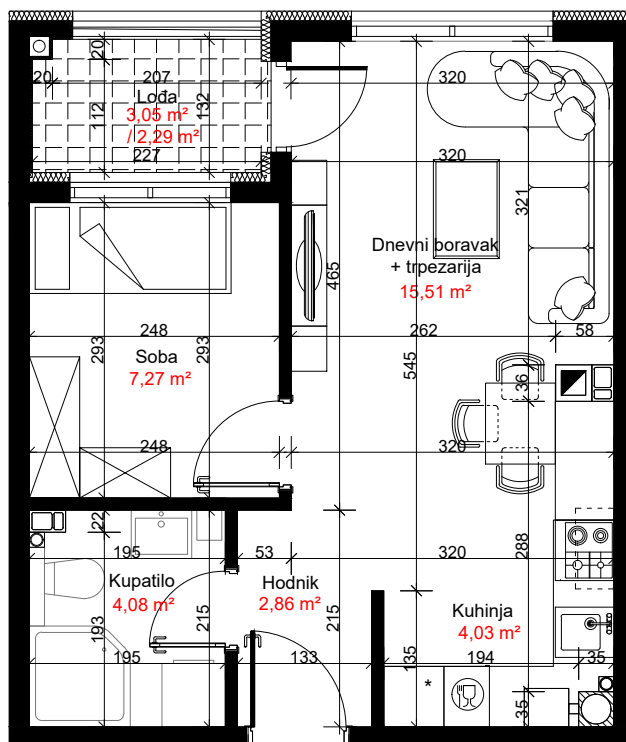 20
20
207
320
Lođa
3,05 m²
112
132
/ 2,29 m²
227
320
321
Dnevni boravak
+ trpezarija
15,51 m²
465
248
262
58
293
293
Soba
7,27 m²
545
36
248
320
22
288
195
53
320
Kupatilo
4,08 m²
Hodnik
2,86 m²
Kuhinja
4,03 m²
193
215
215
135
195
133
194
35
*
35